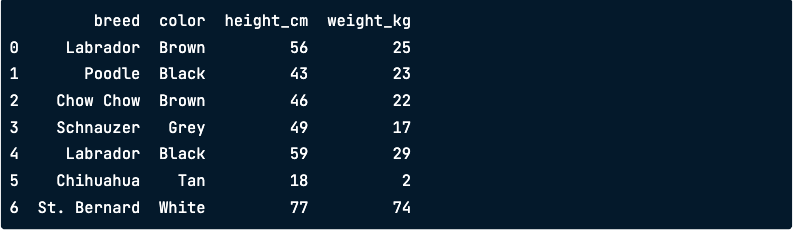 breed color height_cm weight_kg
0 Labrador Brown 56 25
1 Poodle Black 43 23
2 Chow Chow Brown 46 22
3 Schnauzer Grey 49 17
4 Labrador Black 59 29
5 Chihuahua Tan 18 2
6 St. Bernard White 77 74